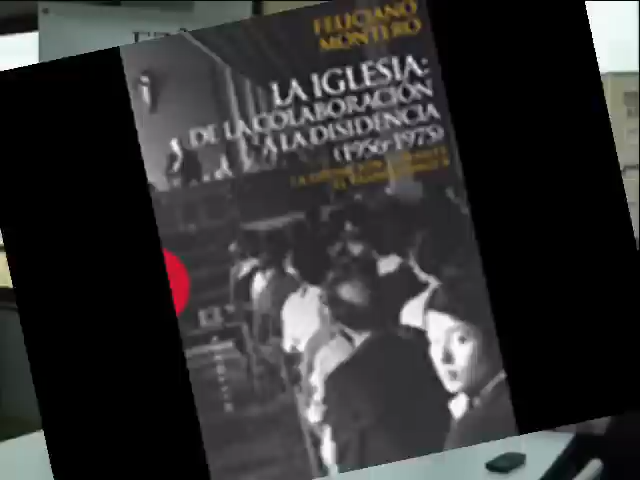 FELICIANO
MONTERO
LA IGLESIA:
DE LA COLABORACIÓN
A LA DISIDENCIA
(1956-1975)